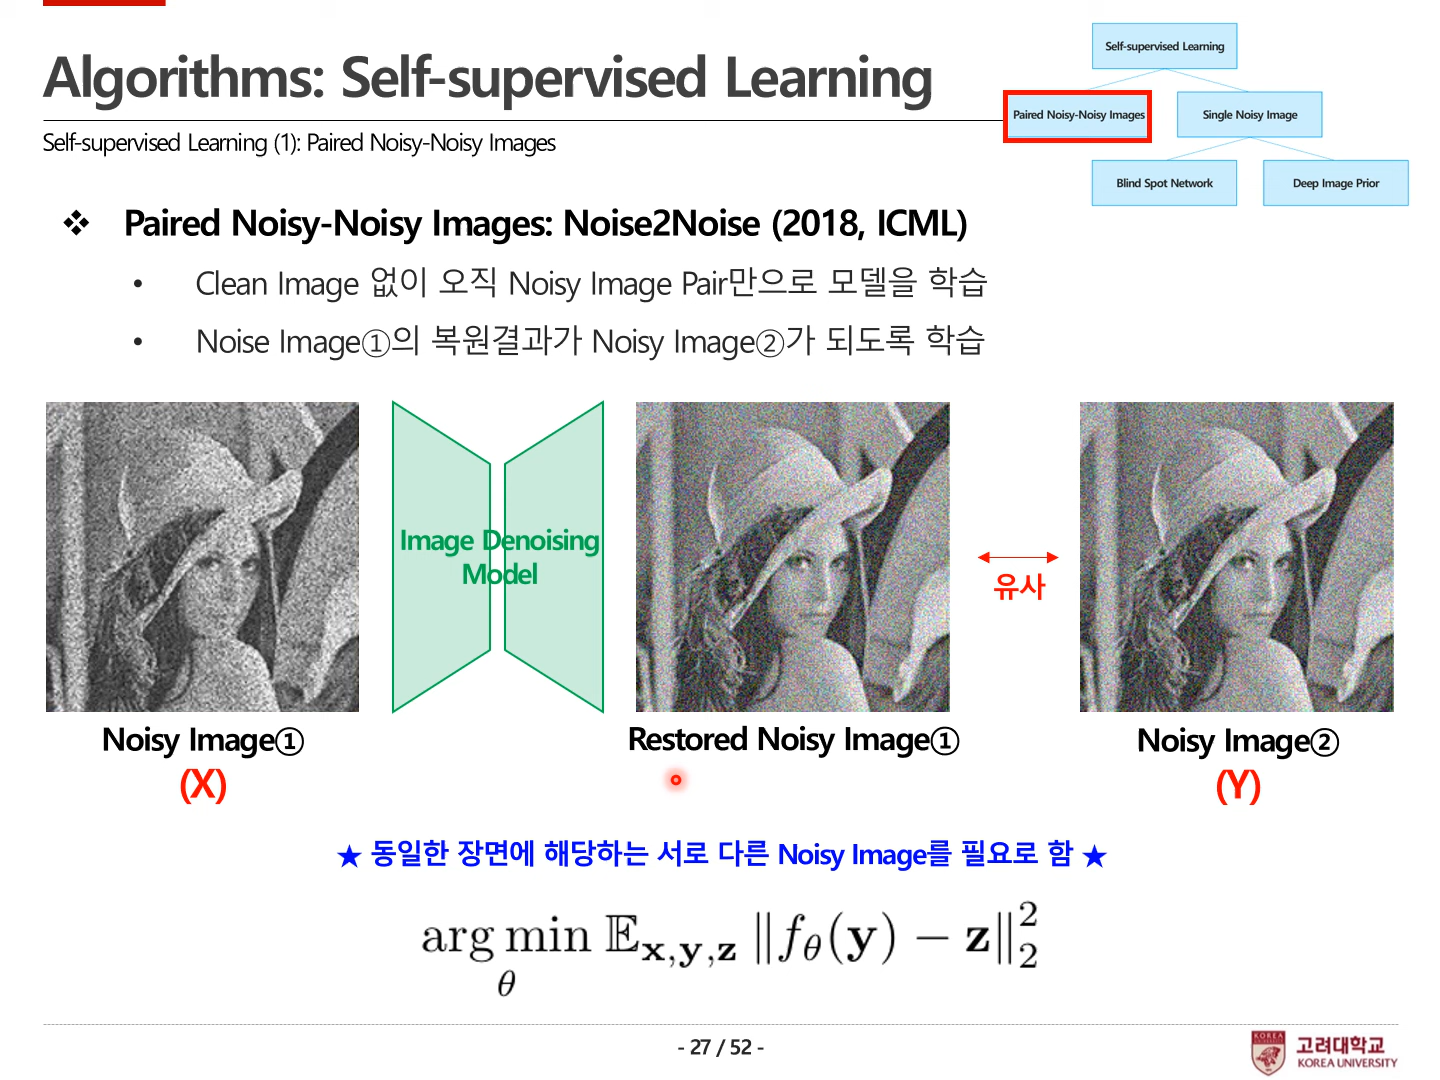 Algorithms: Self-supervised Learning
Self-supervised Learning (1): Paired Noisy-Noisy Images
Self-supervised Learning
Paired Noisy-Noisy Images
Single Noisy Image
Blind Spot Network
Deep Image Prior
❖ Paired Noisy-Noisy Images: Noise2Noise (2018, ICML)
• Clean Image 없이 오직 Noisy Image Pair만으로 모델을 학습
• Noise Image①의 복원결과가 Noisy Image②가 되도록 학습
Image Denoising
Model
유사
Noisy Image①
(X)
Restored Noisy Image①
Noisy Image②
(Y)
★ 동일한 장면에 해당하는 서로 다른 Noisy Image를 필요로 함 ★
arg min_θ 𝔼_{x,y,z} ‖f_θ(y) − z‖₂²
- 27 / 52 -
고려대학교
KOREA UNIVERSITY